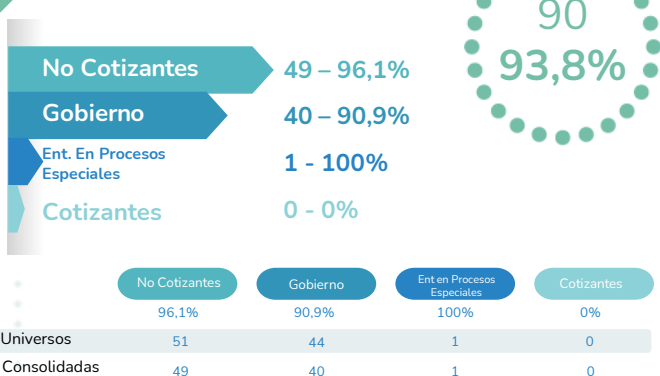 90
93,8%
No Cotizantes 49 – 96,1%
Gobierno 40 – 90,9%
Ent. En Procesos
Especiales 1 - 100%
Cotizantes 0 - 0%
No Cotizantes Gobierno Ent en Procesos Especiales Cotizantes
96,1% 90,9% 100% 0%
Universos 51 44 1 0
Consolidadas 49 40 1 0